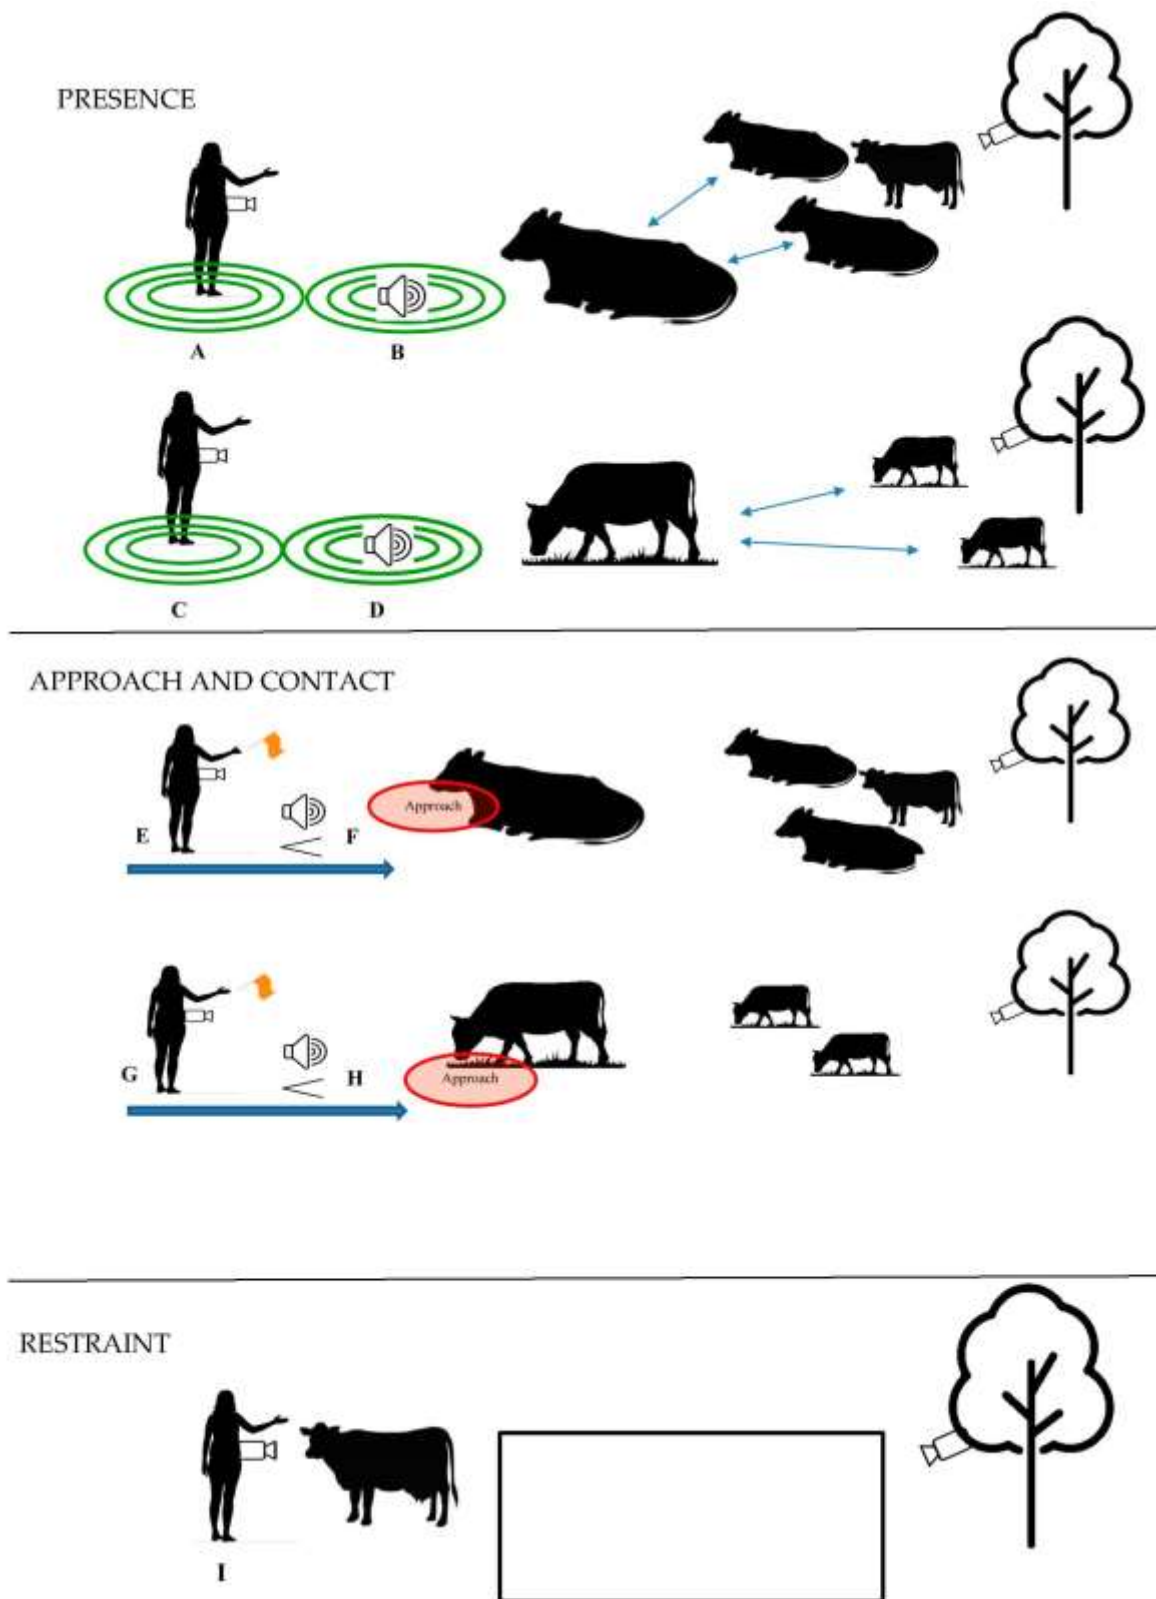 PRESENCE
A
B
C
D
APPROACH AND CONTACT
Approach
E
F
G
H
Approach
RESTRAINT
I